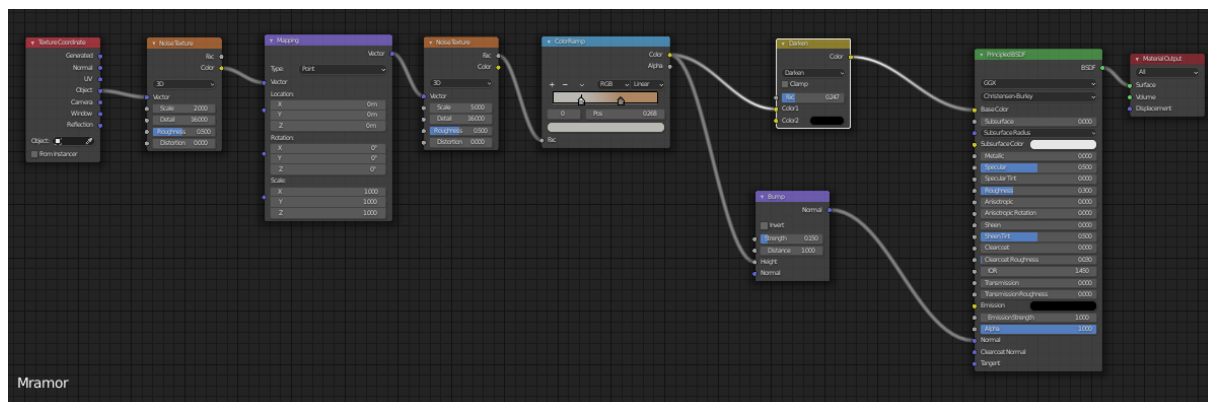 Texture Coordinate
Generated
Normal
UV
Object
Camera
Window
Reflection
Object:
From Instancer
Noise Texture
Fac
Color
3D
Vector
Scale 2.000
Detail 16.000
Roughness 0.500
Distortion 0.000
Mapping
Vector
Type: Point
Vector
Location:
X 0m
Y 0m
Z 0m
Rotation:
X 0°
Y 0°
Z 0°
Scale:
X 1.000
Y 1.000
Z 1.000
Noise Texture
Fac
Color
3D
Vector
Scale 5.000
Detail 16.000
Roughness 0.500
Distortion 0.000
ColorRamp
Color
Alpha
+ − RGB Linear
0 Pos 0.268
Fac
Darken
Color
Darken
Clamp
Fac 0.247
Color1
Color2
Bump
Normal
Invert
Strength 0.150
Distance 1.000
Height
Normal
Principled BSDF
BSDF
GGX
Christensen-Burley
Base Color
Subsurface 0.000
Subsurface Radius
Subsurface Color
Metallic 0.000
Specular 0.500
Specular Tint 0.000
Roughness 0.300
Anisotropic 0.000
Anisotropic Rotation 0.000
Sheen 0.000
Sheen Tint 0.500
Clearcoat 0.000
Clearcoat Roughness 0.030
IOR 1.450
Transmission 0.000
Transmission Roughness 0.000
Emission
Emission Strength 1.000
Alpha 1.000
Normal
Clearcoat Normal
Tangent
Material Output
All
Surface
Volume
Displacement
Mramor